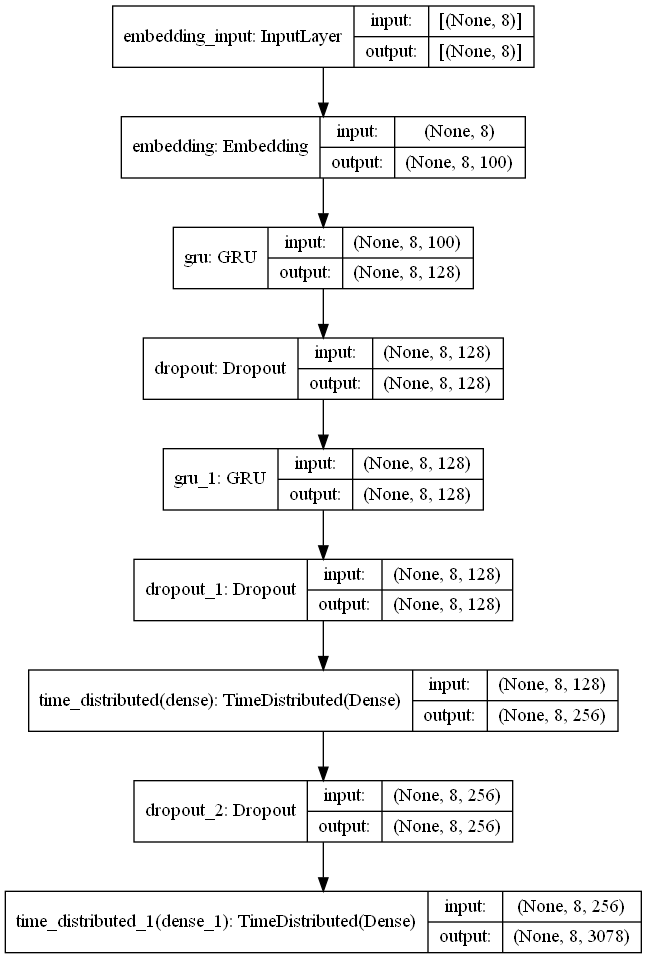 embedding_input: InputLayer
input: [(None, 8)]
output: [(None, 8)]
embedding: Embedding
input: (None, 8)
output: (None, 8, 100)
gru: GRU
input: (None, 8, 100)
output: (None, 8, 128)
dropout: Dropout
input: (None, 8, 128)
output: (None, 8, 128)
gru_1: GRU
input: (None, 8, 128)
output: (None, 8, 128)
dropout_1: Dropout
input: (None, 8, 128)
output: (None, 8, 128)
time_distributed(dense): TimeDistributed(Dense)
input: (None, 8, 128)
output: (None, 8, 256)
dropout_2: Dropout
input: (None, 8, 256)
output: (None, 8, 256)
time_distributed_1(dense_1): TimeDistributed(Dense)
input: (None, 8, 256)
output: (None, 8, 3078)